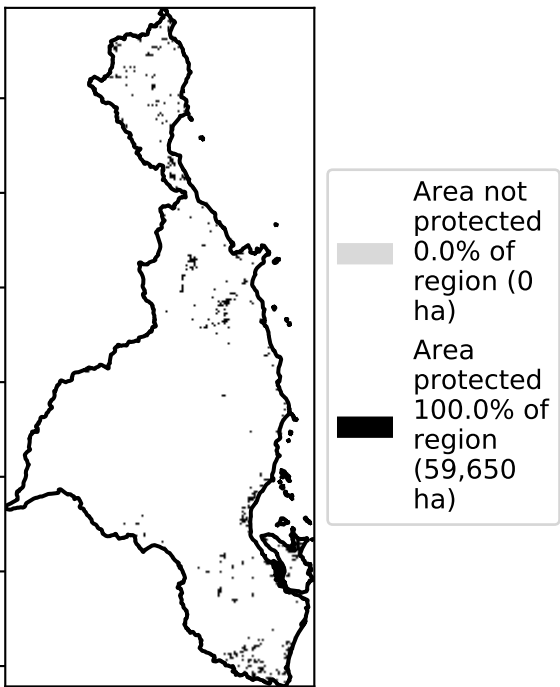 Area not
protected
0.0% of
region (0
ha)
Area
protected
100.0% of
region
(59,650
ha)